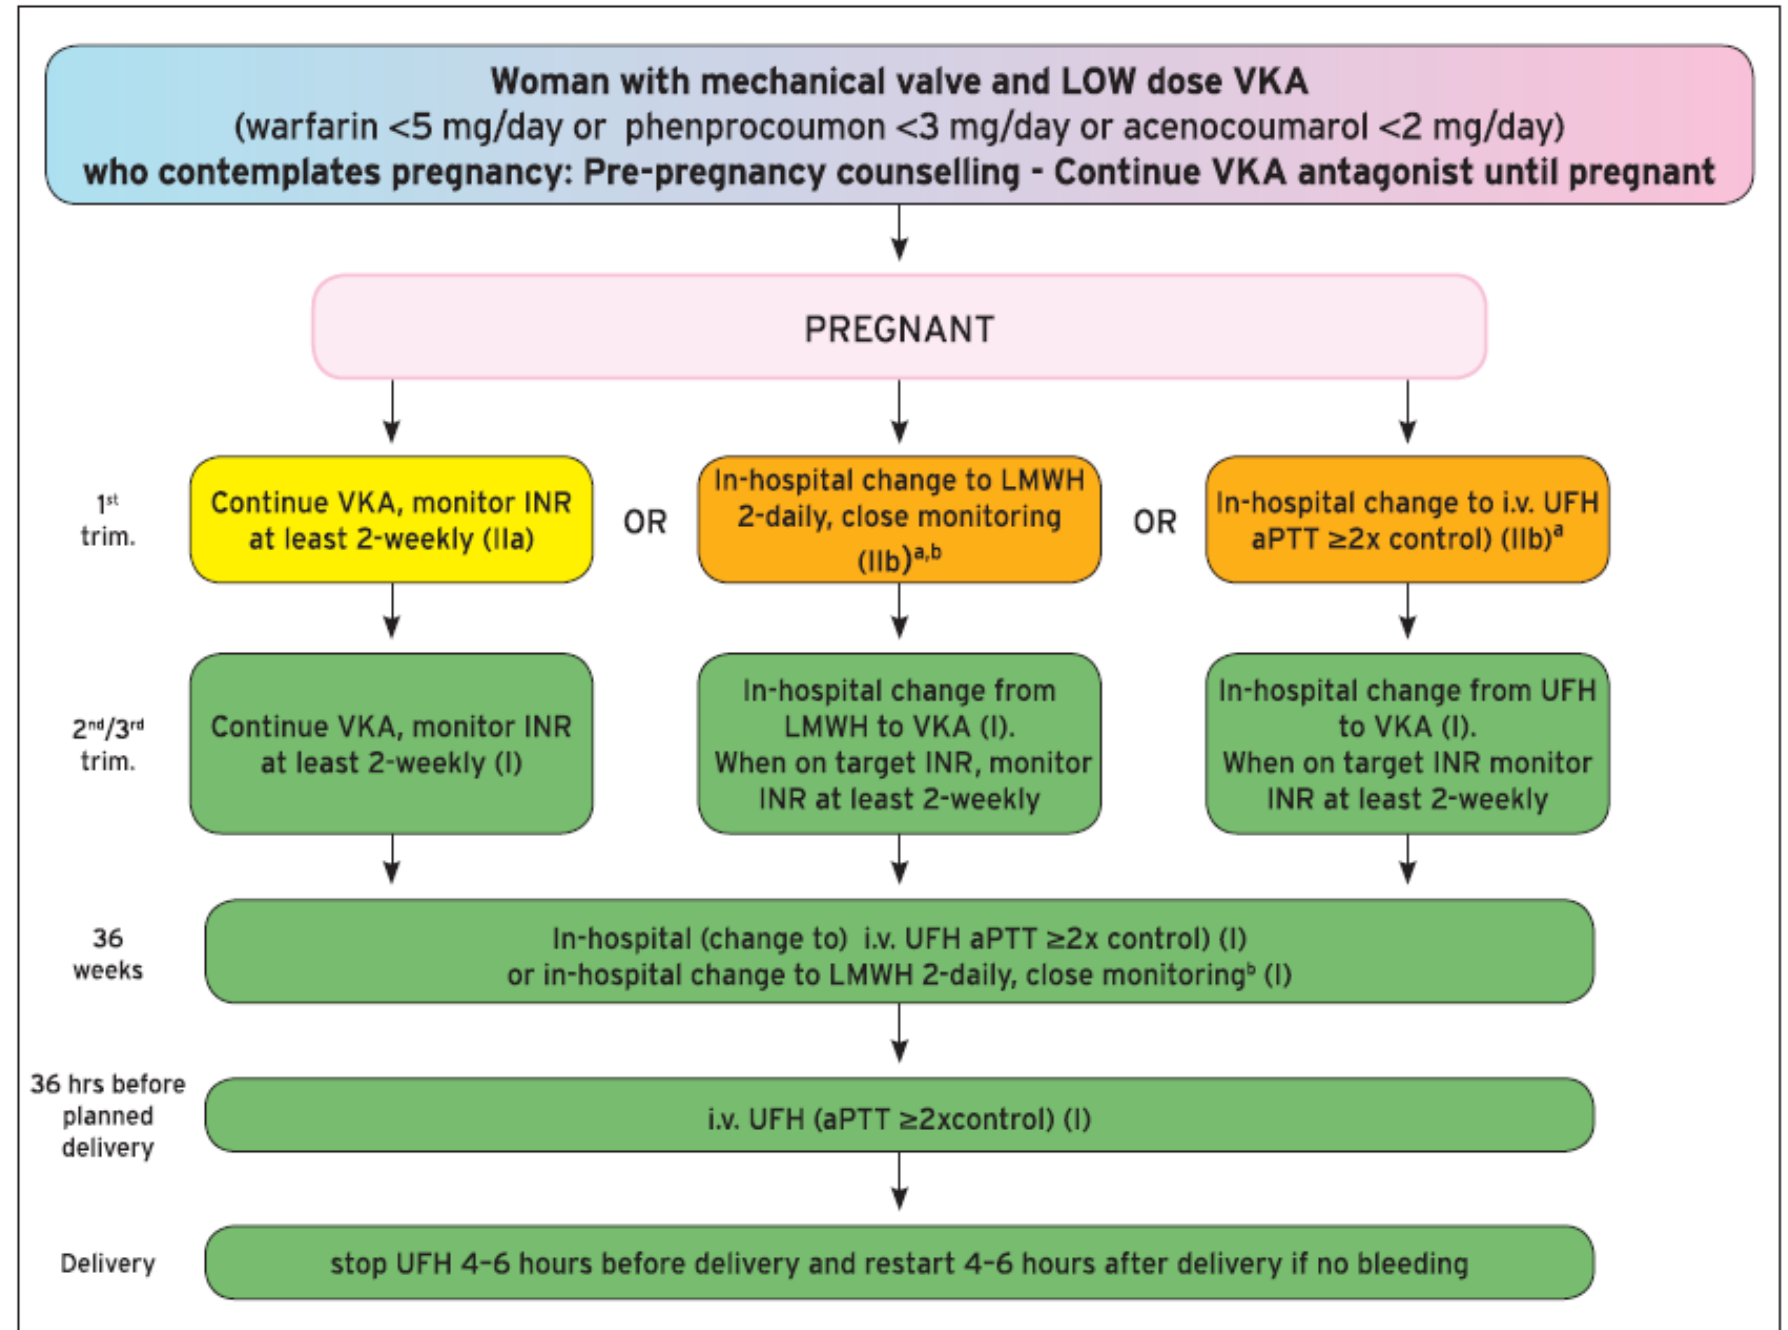 Woman with mechanical valve and LOW dose VKA
(warfarin <5 mg/day or phenprocoumon <3 mg/day or acenocoumarol <2 mg/day)
who contemplates pregnancy: Pre-pregnancy counselling - Continue VKA antagonist until pregnant
PREGNANT
1st
trim.
Continue VKA, monitor INR
at least 2-weekly (IIa)
OR
In-hospital change to LMWH
2-daily, close monitoring
(IIb)a,b
OR
In-hospital change to i.v. UFH
aPTT ≥2x control) (IIb)a
2nd/3rd
trim.
Continue VKA, monitor INR
at least 2-weekly (I)
In-hospital change from
LMWH to VKA (I).
When on target INR, monitor
INR at least 2-weekly
In-hospital change from UFH
to VKA (I).
When on target INR monitor
INR at least 2-weekly
36
weeks
In-hospital (change to) i.v. UFH aPTT ≥2x control) (I)
or in-hospital change to LMWH 2-daily, close monitoringb (I)
36 hrs before
planned
delivery
i.v. UFH (aPTT ≥2xcontrol) (I)
Delivery
stop UFH 4–6 hours before delivery and restart 4–6 hours after delivery if no bleeding